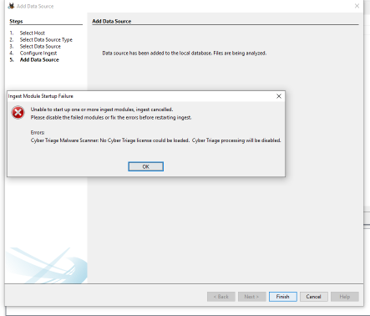 Add Data Source
Steps
1. Select Host
2. Select Data Source Type
3. Select Data Source
4. Configure Ingest
5. Add Data Source
Add Data Source
Data source has been added to the local database. Files are being analyzed.
Ingest Module Startup Failure
Unable to start up one or more ingest modules, ingest cancelled.
Please disable the failed modules or fix the errors before restarting ingest.
Errors:
Cyber Triage Malware Scanner: No Cyber Triage license could be loaded. Cyber Triage processing will be disabled.
OK
< Back
Next >
Finish
Cancel
Help